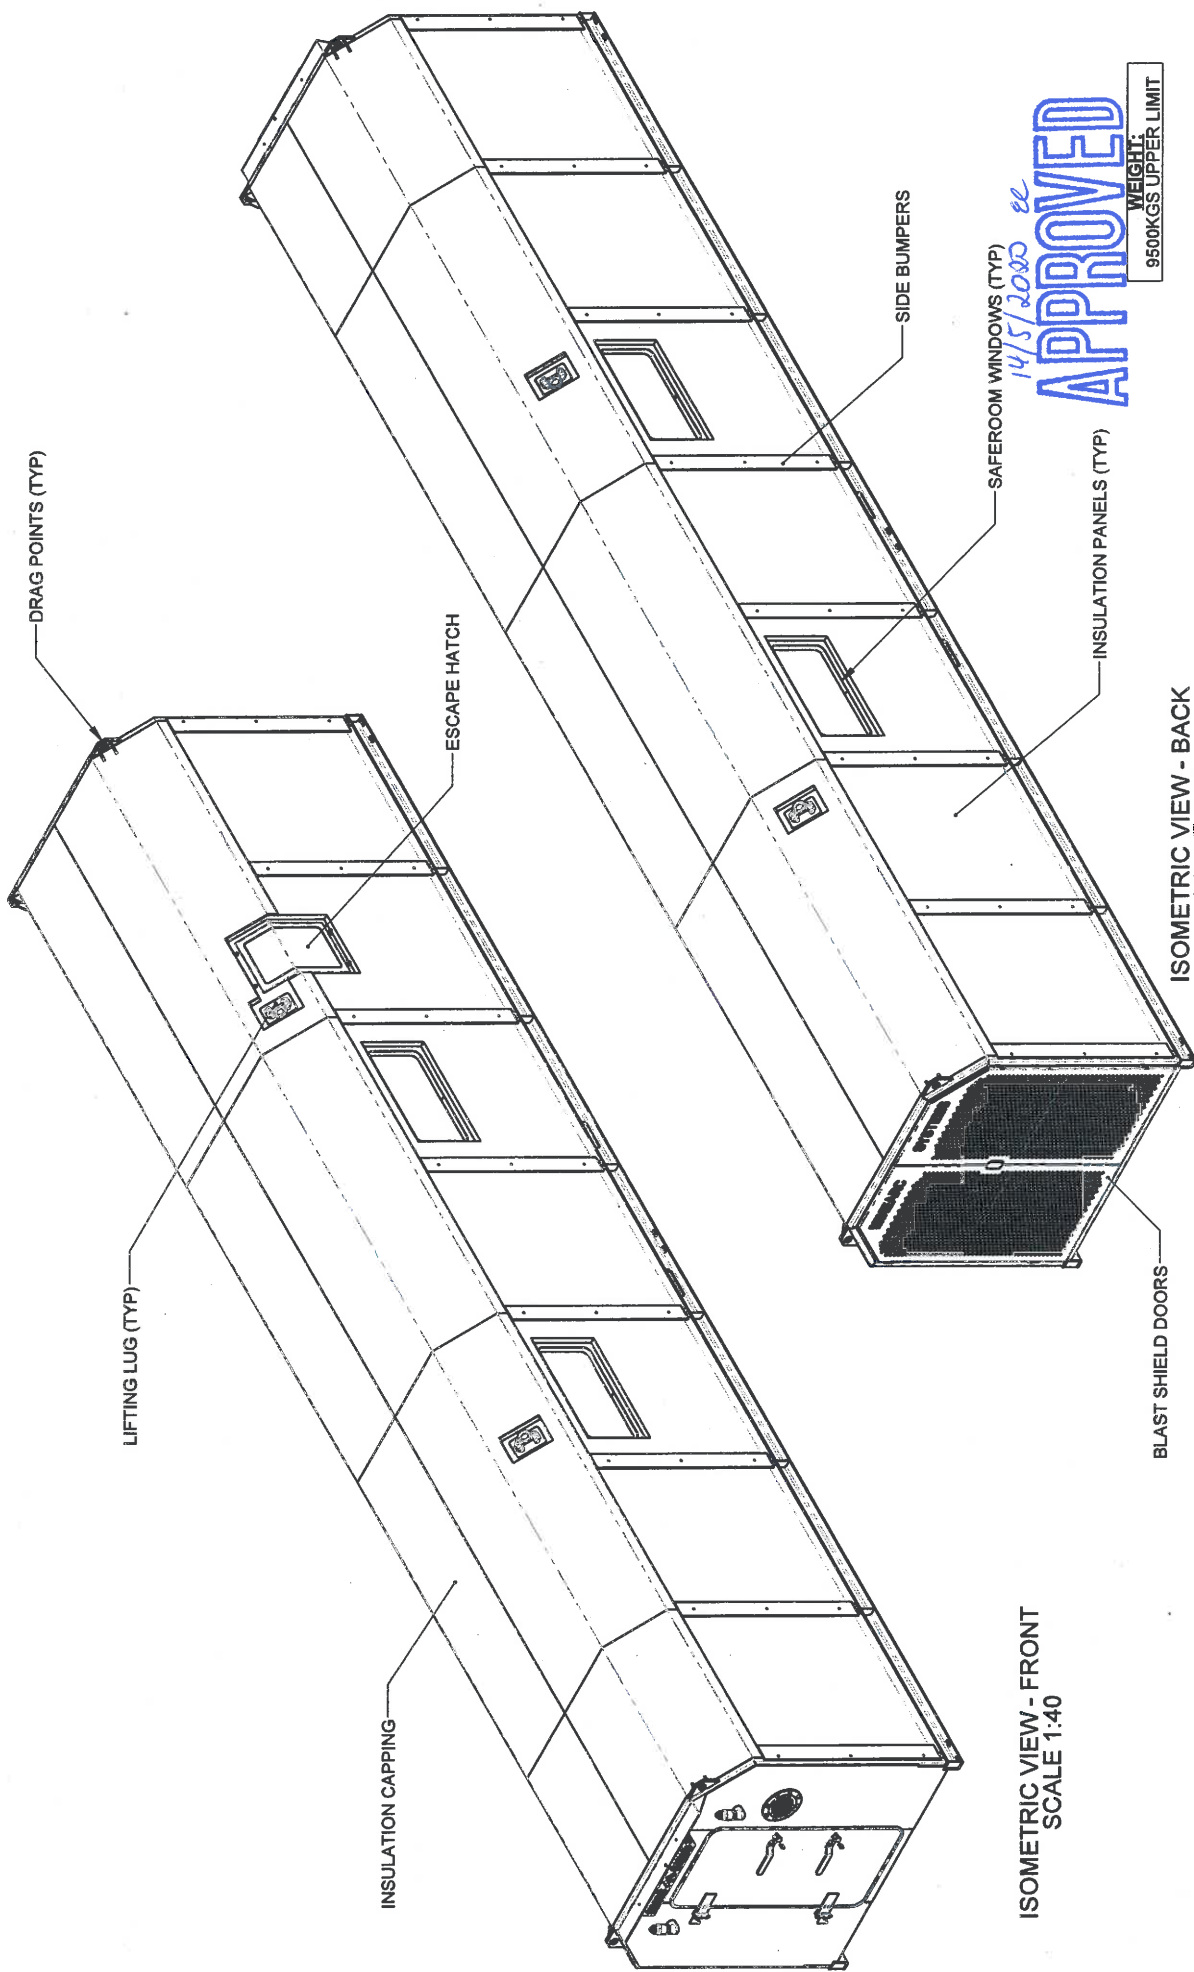 DRAG POINTS (TYP)
ESCAPE HATCH
LIFTING LUG (TYP)
INSULATION CAPPING
ISOMETRIC VIEW - FRONT
SCALE 1:40
SIDE BUMPERS
SAFEROOM WINDOWS (TYP)
INSULATION PANELS (TYP)
BLAST SHIELD DOORS
ISOMETRIC VIEW - BACK
14/5/2020
APPROVED
WEIGHT:
9500KGS UPPER LIMIT